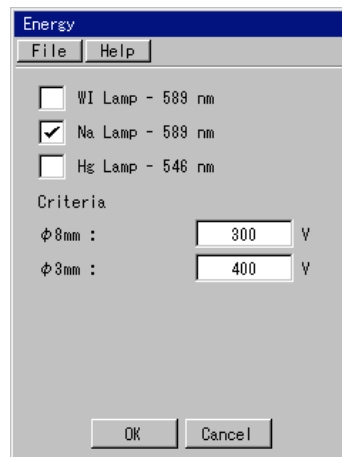 Energy
File Help
WI Lamp - 589 nm
Na Lamp - 589 nm
Hg Lamp - 546 nm
Criteria
φ8mm : 300 V
φ3mm : 400 V
OK Cancel